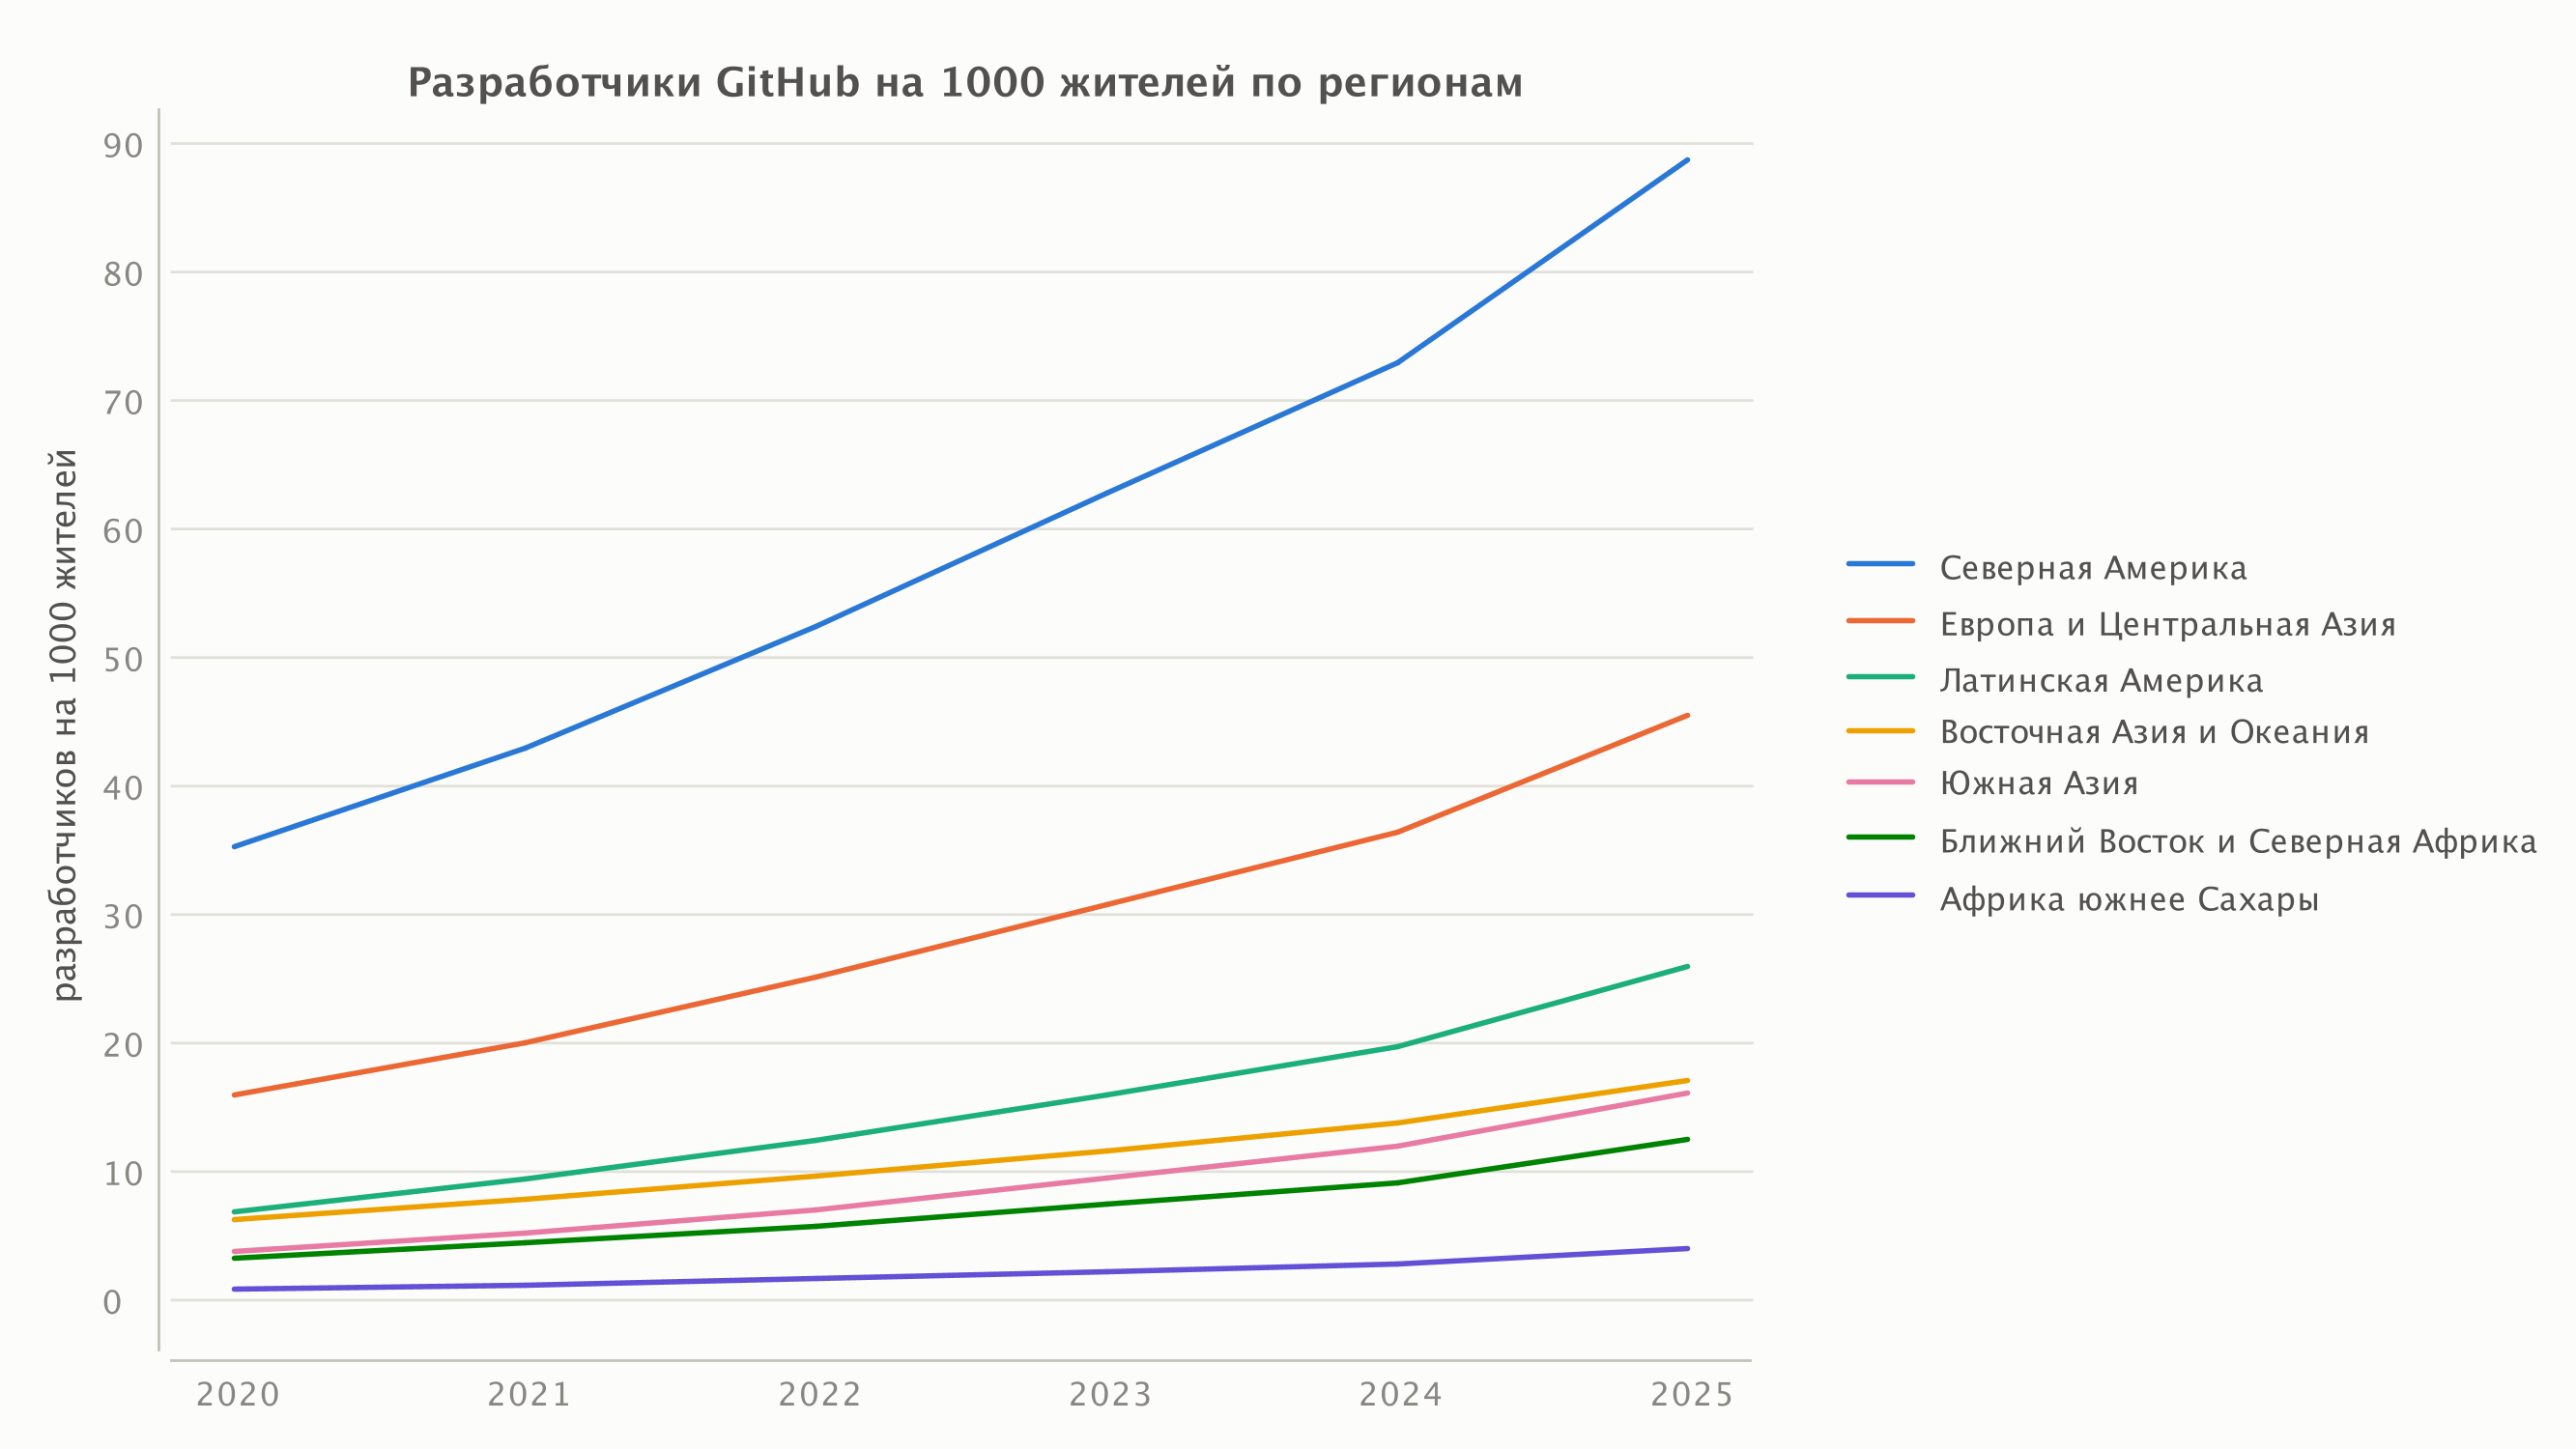 Разработчики GitHub на 1000 жителей по регионам
разработчиков на 1000 жителей
90
80
70
60
50
40
30
20
10
0
2020
2021
2022
2023
2024
2025
Северная Америка
Европа и Центральная Азия
Латинская Америка
Восточная Азия и Океания
Южная Азия
Ближний Восток и Северная Африка
Африка южнее Сахары